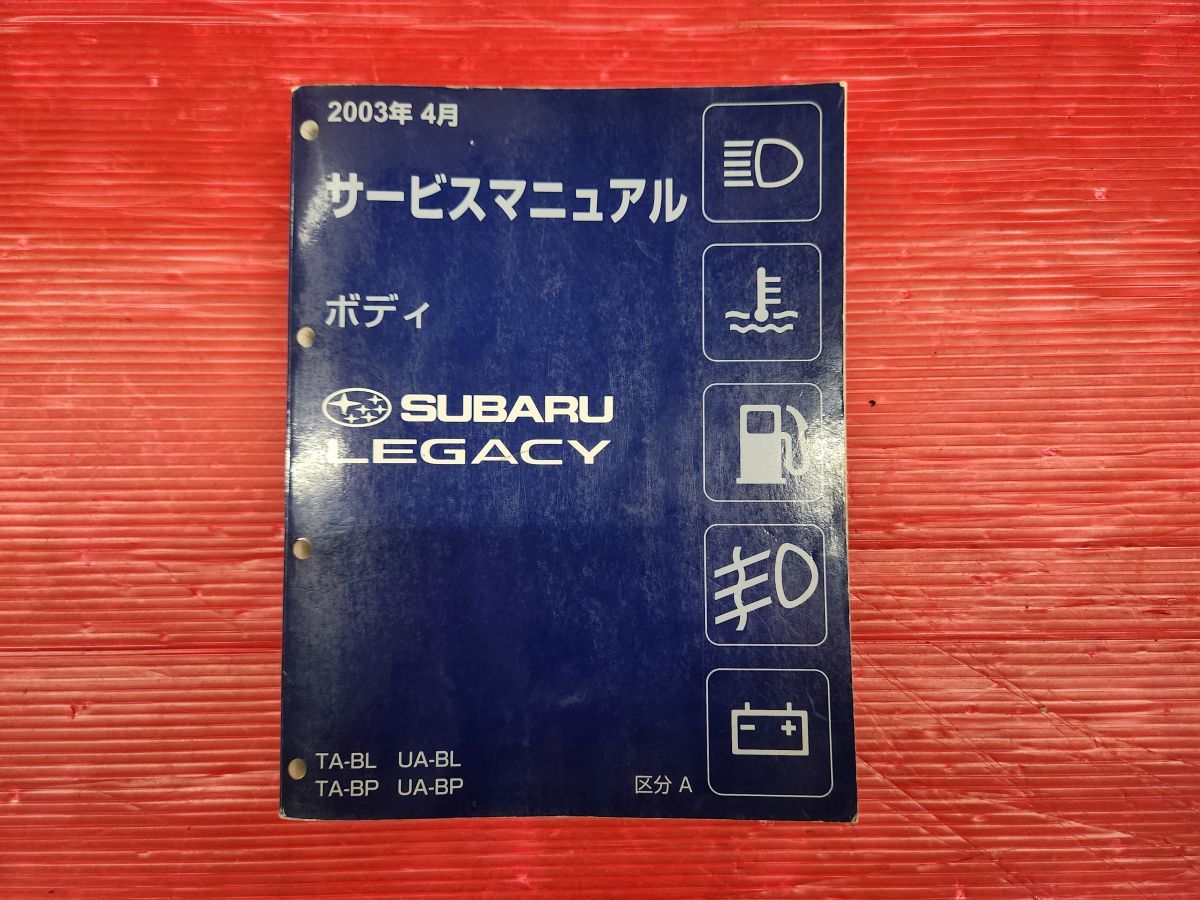 2003年 4月
サービスマニュアル
ボディ
SUBARU
LEGACY
TA-BL UA-BL
TA-BP UA-BP
区分 A